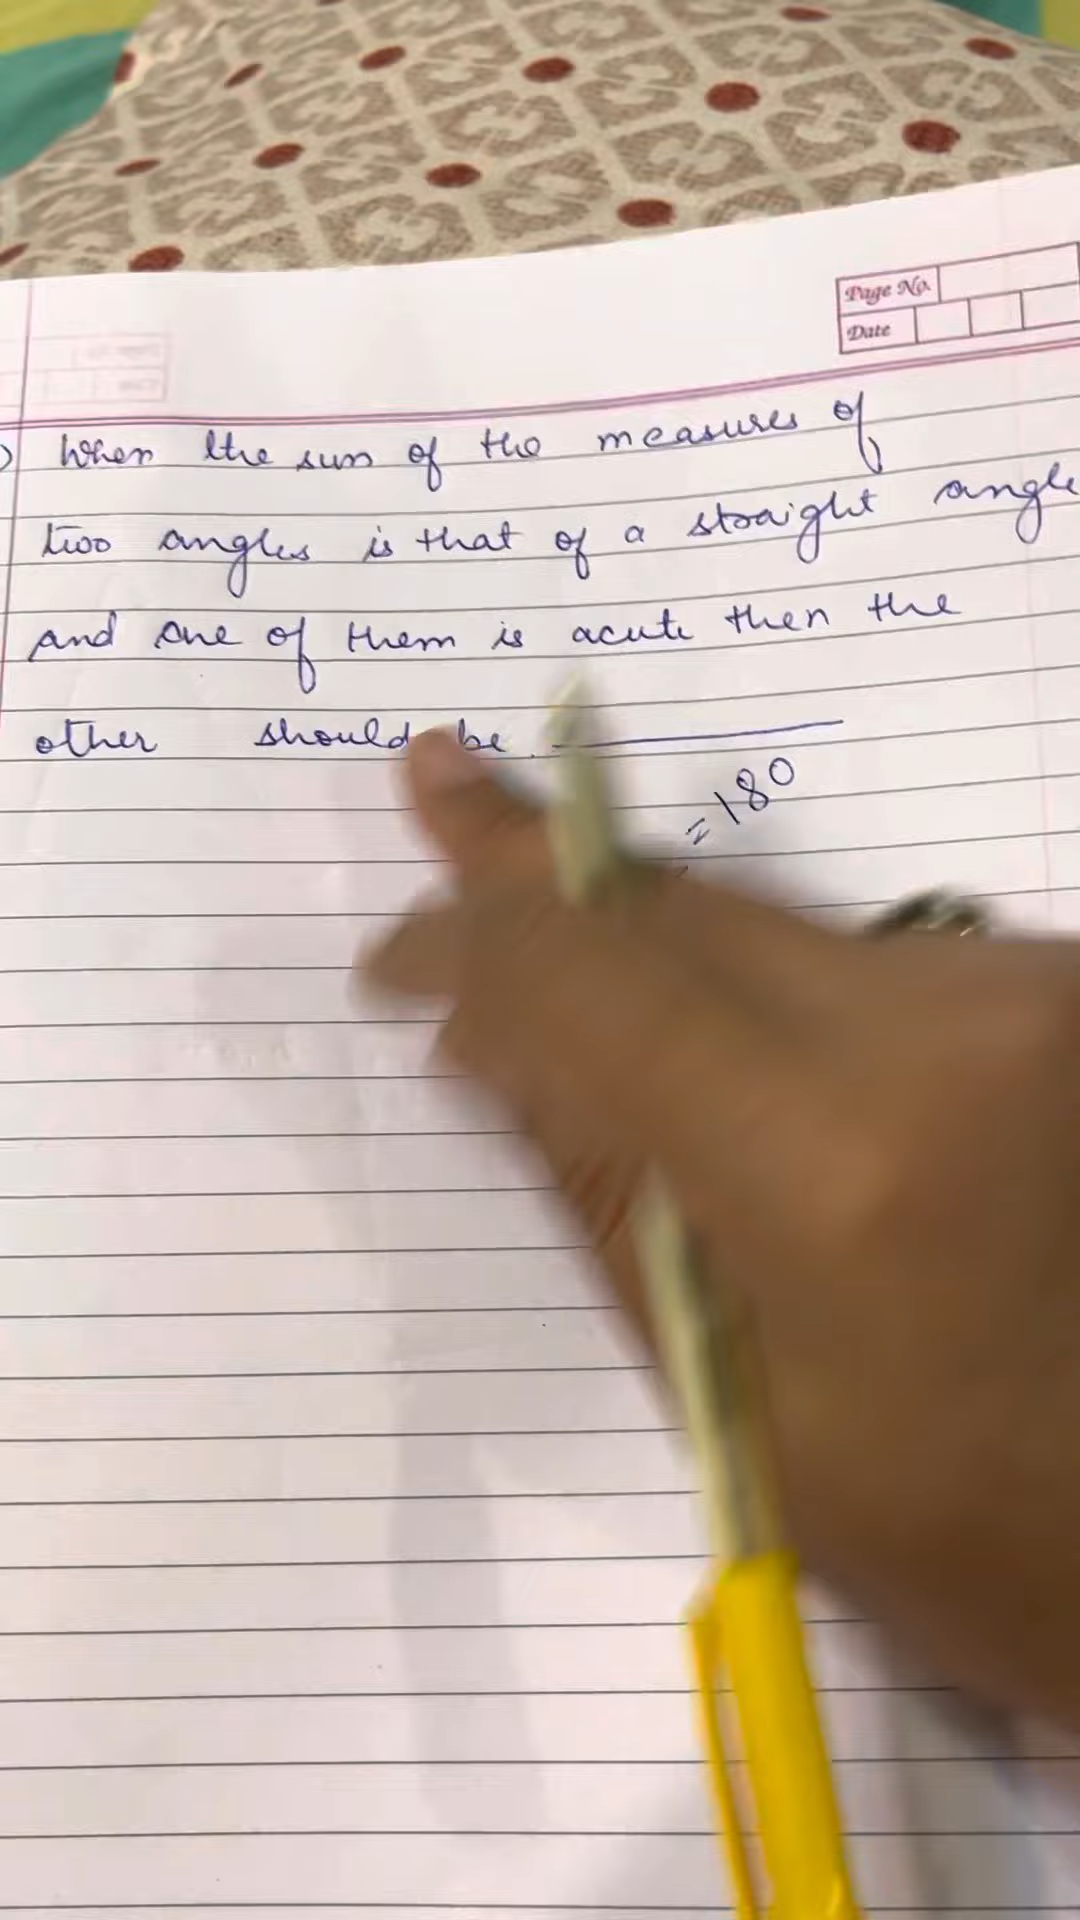 Page No.
Date
When the sum of the measures of
two angles is that of a straight angle
and one of them is acute then the
other should be
= 180